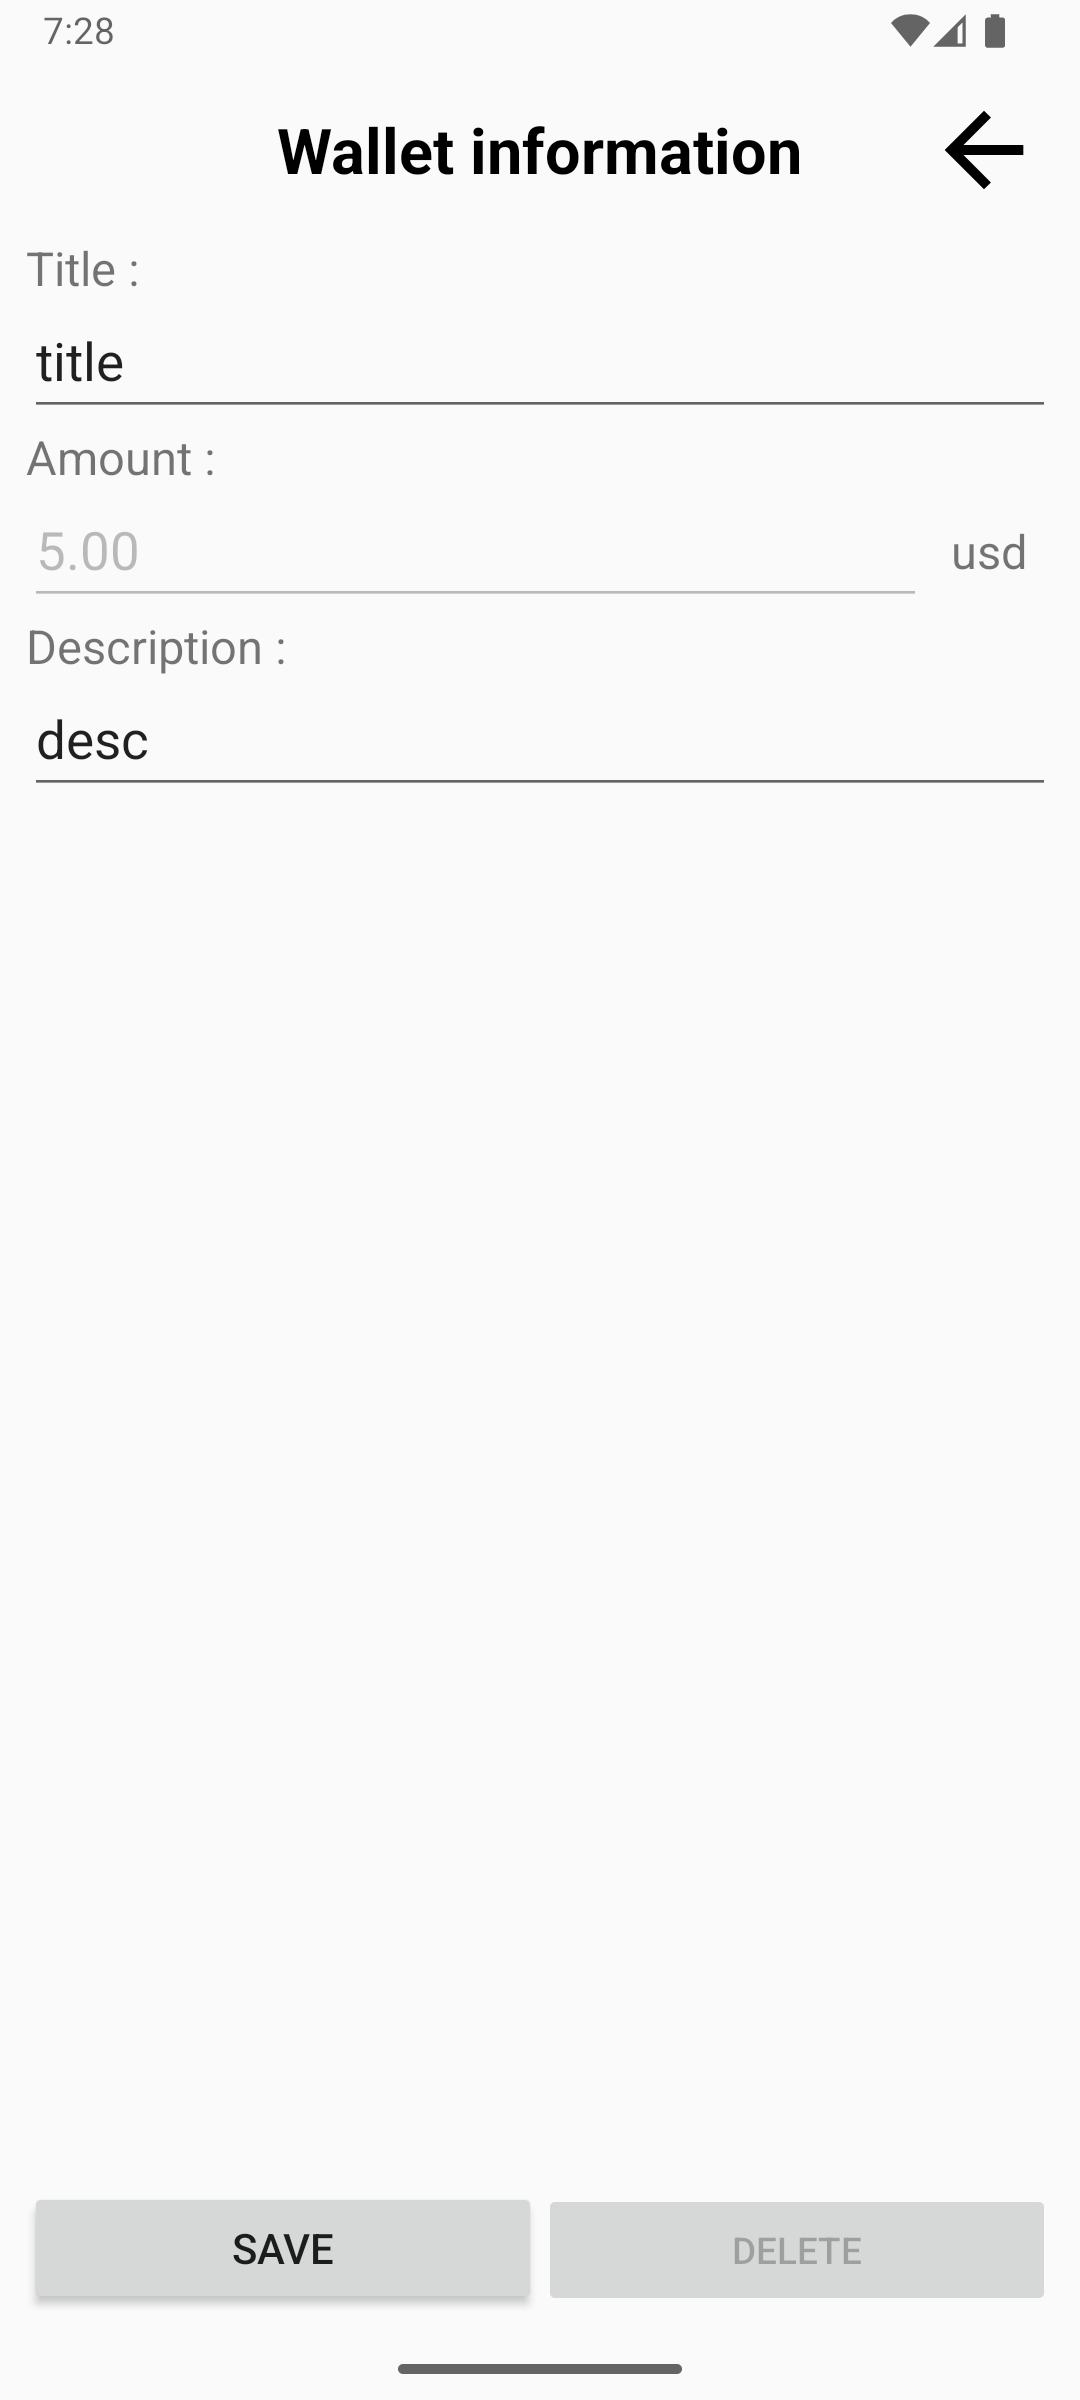 7:28
Wallet information
Title :
title
Amount :
5.00 usd
Description :
desc
SAVE DELETE